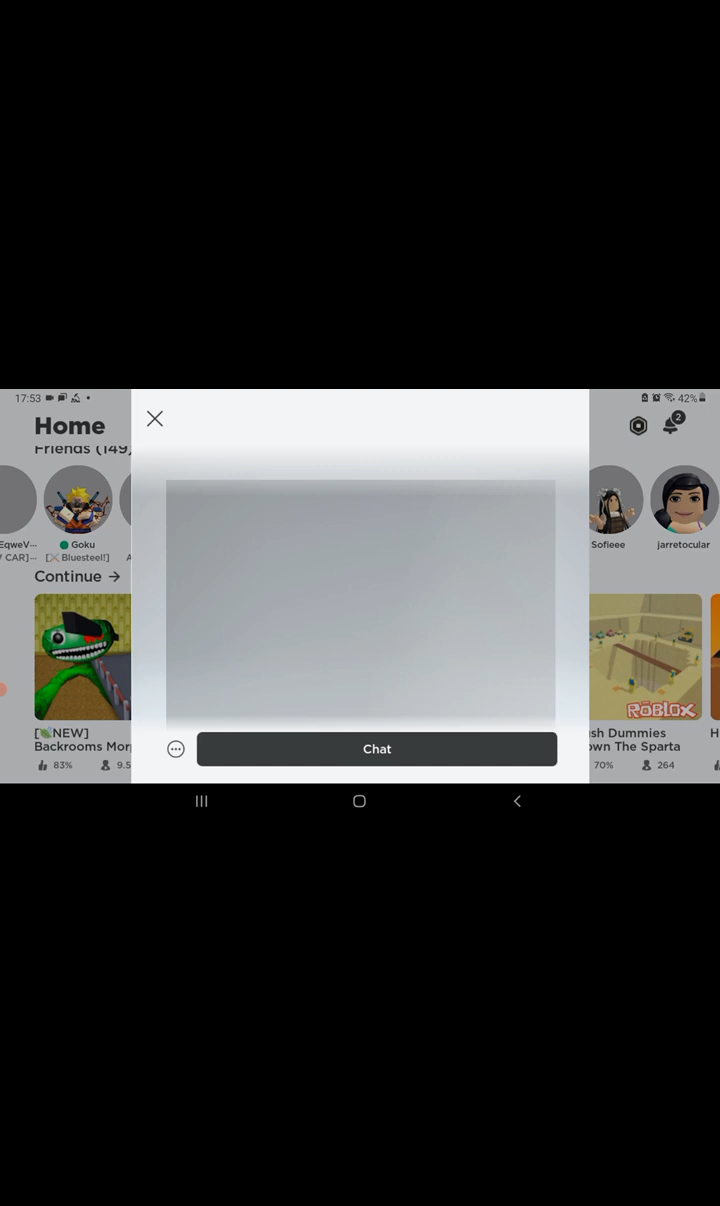 17:53
42%
Home
2
Friends (149)
EqweV...
Goku
Sofieee
jarretocular
CAR]...
[⚔ Bluesteel!]
Continue →
[🌿NEW]
Backrooms Mor
ush Dummies
own The Sparta
ROBLOX
H
83%
9.5
70%
264
Chat